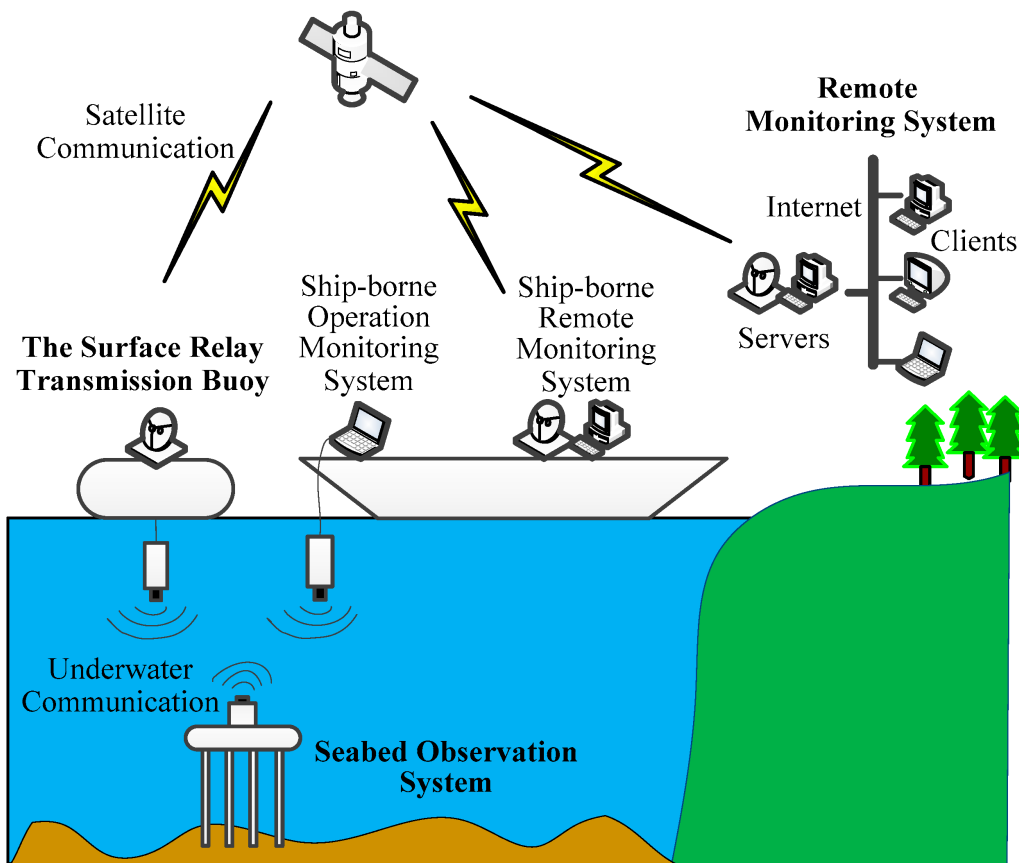 Satellite
Communication
Remote
Monitoring System
Internet
Clients
Servers
The Surface Relay
Transmission Buoy
Ship-borne
Operation
Monitoring
System
Ship-borne
Remote
Monitoring
System
Underwater
Communication
Seabed Observation
System